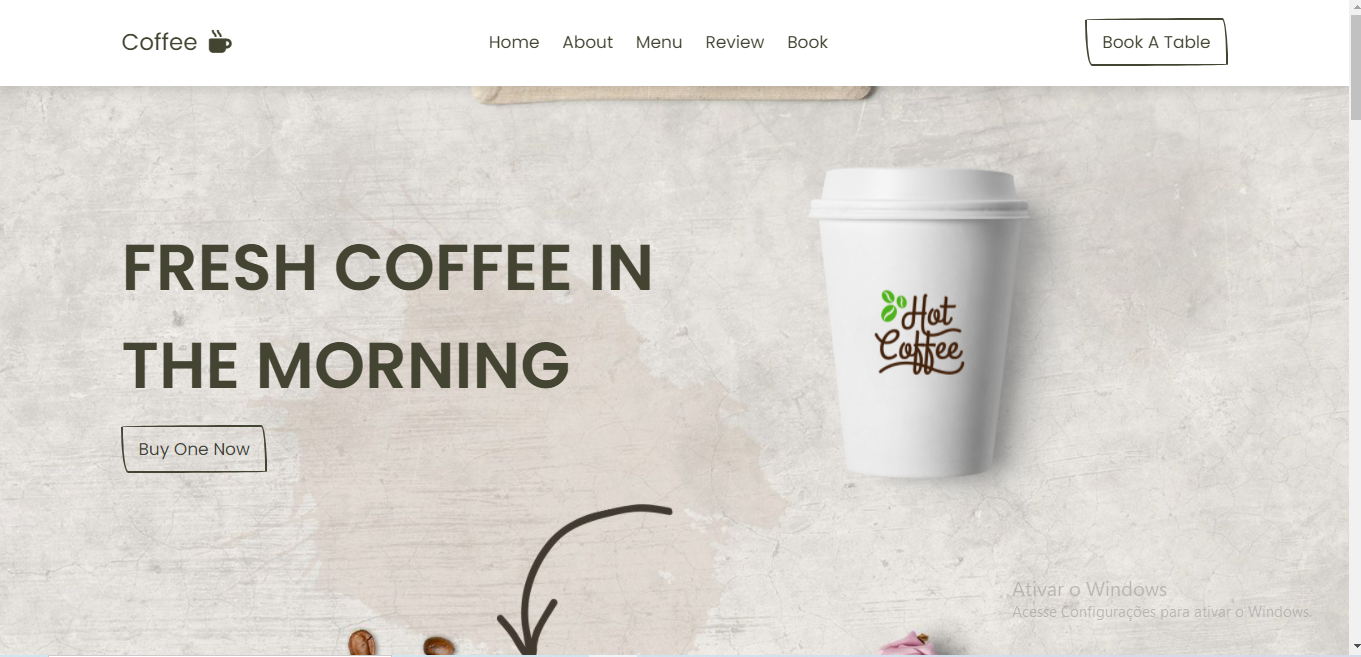 Coffee
Home About Menu Review Book
Book A Table
FRESH COFFEE IN
THE MORNING
Buy One Now
Hot
Coffee
Ativar o Windows
Acesse Configurações para ativar o Windows.